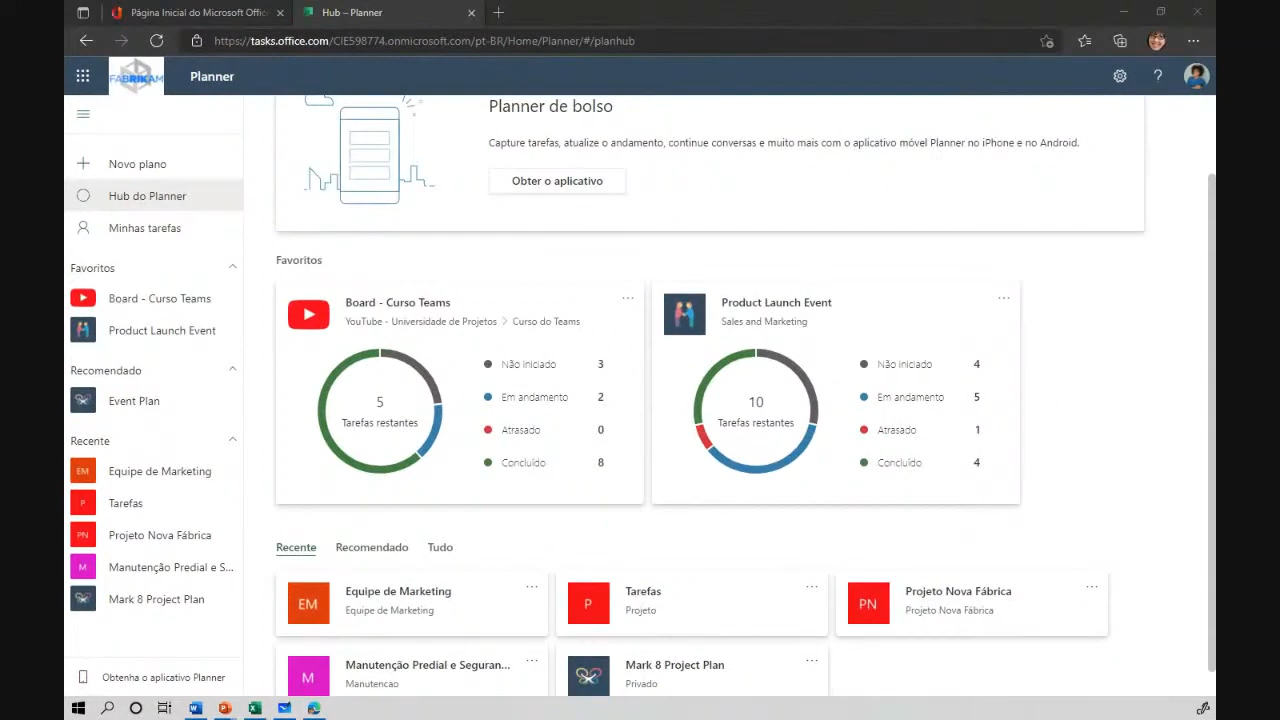 Página Inicial do Microsoft Offic
Hub – Planner
https://tasks.office.com/CIE598774.onmicrosoft.com/pt-BR/Home/Planner/#/planhub
FABRIKAM
Planner
?
Novo plano
Hub do Planner
Minhas tarefas
Favoritos
Board - Curso Teams
Product Launch Event
Recomendado
Event Plan
Recente
EM Equipe de Marketing
P Tarefas
PN Projeto Nova Fábrica
M Manutenção Predial e S...
Mark 8 Project Plan
Obtenha o aplicativo Planner
Planner de bolso
Capture tarefas, atualize o andamento, continue conversas e muito mais com o aplicativo móvel Planner no iPhone e no Android.
Obter o aplicativo
Favoritos
Board - Curso Teams
YouTube - Universidade de Projetos > Curso do Teams
5
Tarefas restantes
Não iniciado 3
Em andamento 2
Atrasado 0
Concluído 8
Product Launch Event
Sales and Marketing
10
Tarefas restantes
Não iniciado 4
Em andamento 5
Atrasado 1
Concluído 4
Recente Recomendado Tudo
EM
Equipe de Marketing
Equipe de Marketing
P
Tarefas
Projeto
PN
Projeto Nova Fábrica
Projeto Nova Fábrica
M
Manutenção Predial e Seguran...
Manutencao
Mark 8 Project Plan
Privado